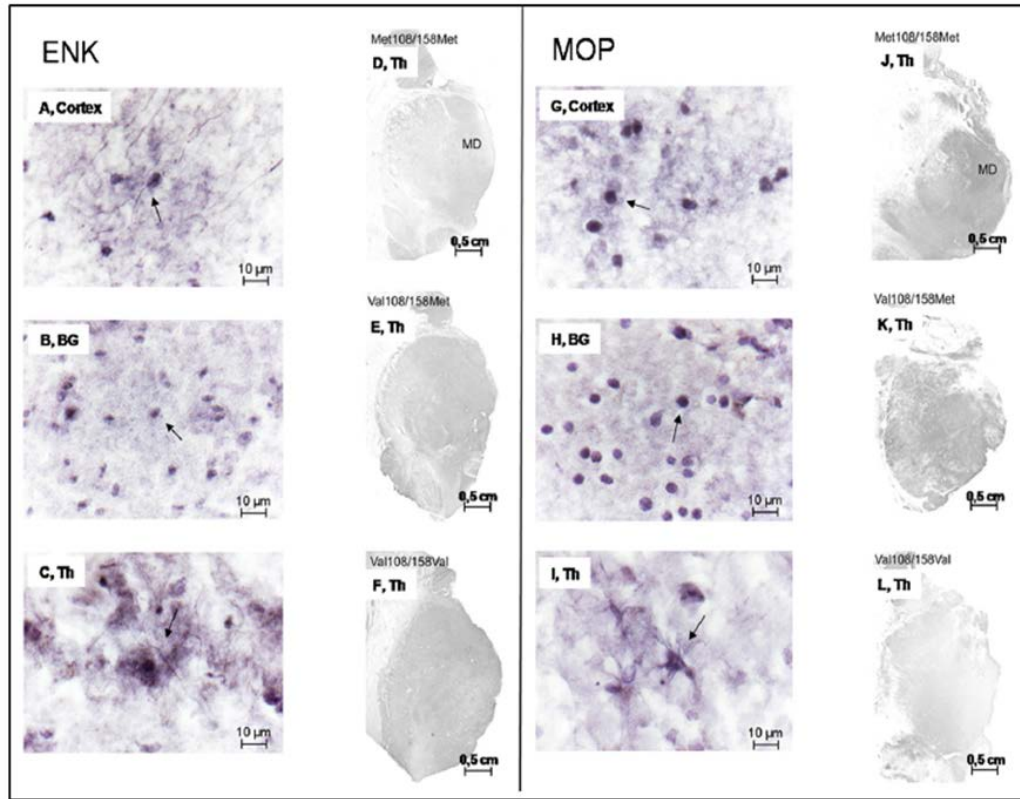 ENK
A, Cortex
10 µm
B, BG
10 µm
C, Th
10 µm
Met108/158Met
D, Th
MD
0,5 cm
Val108/158Met
E, Th
0,5 cm
Val108/158Val
F, Th
0,5 cm
MOP
G, Cortex
10 µm
H, BG
10 µm
I, Th
10 µm
Met108/158Met
J, Th
MD
0,5 cm
Val108/158Met
K, Th
0,5 cm
Val108/158Val
L, Th
0,5 cm